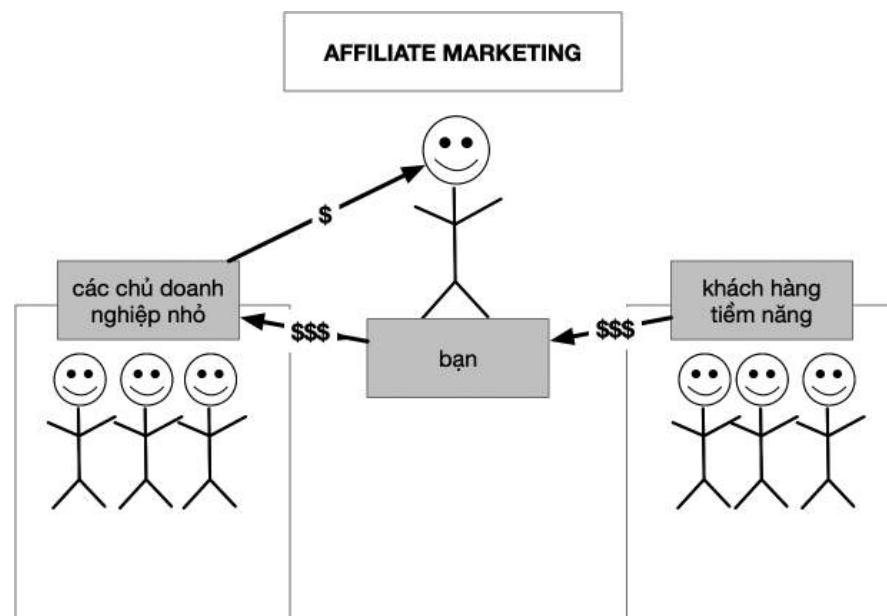 AFFILIATE MARKETING
$
các chủ doanh
nghiệp nhỏ
$$$
bạn
$$$
khách hàng
tiềm năng